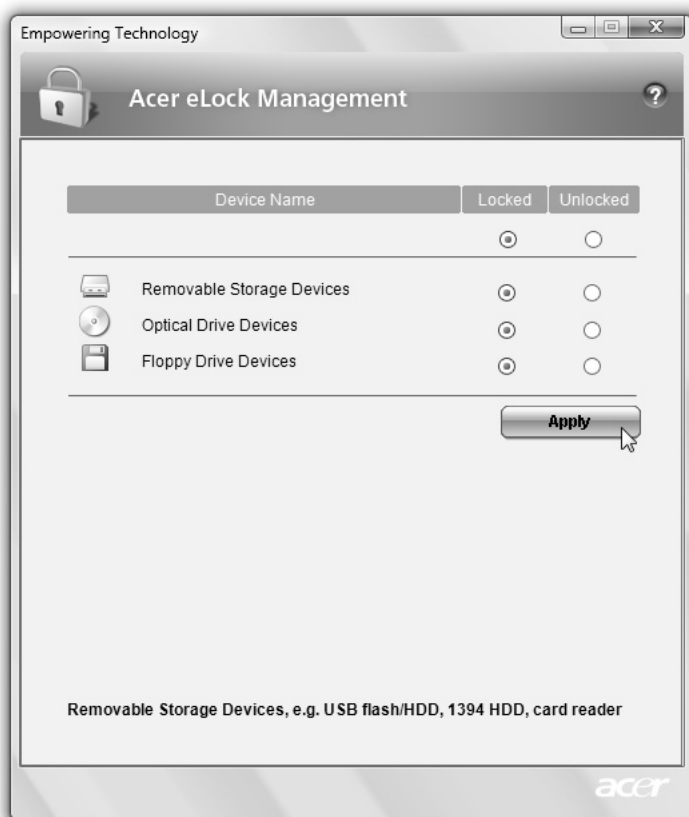 Empowering Technology
Acer eLock Management
?
Device Name Locked Unlocked
Removable Storage Devices
Optical Drive Devices
Floppy Drive Devices
Apply
Removable Storage Devices, e.g. USB flash/HDD, 1394 HDD, card reader
acer